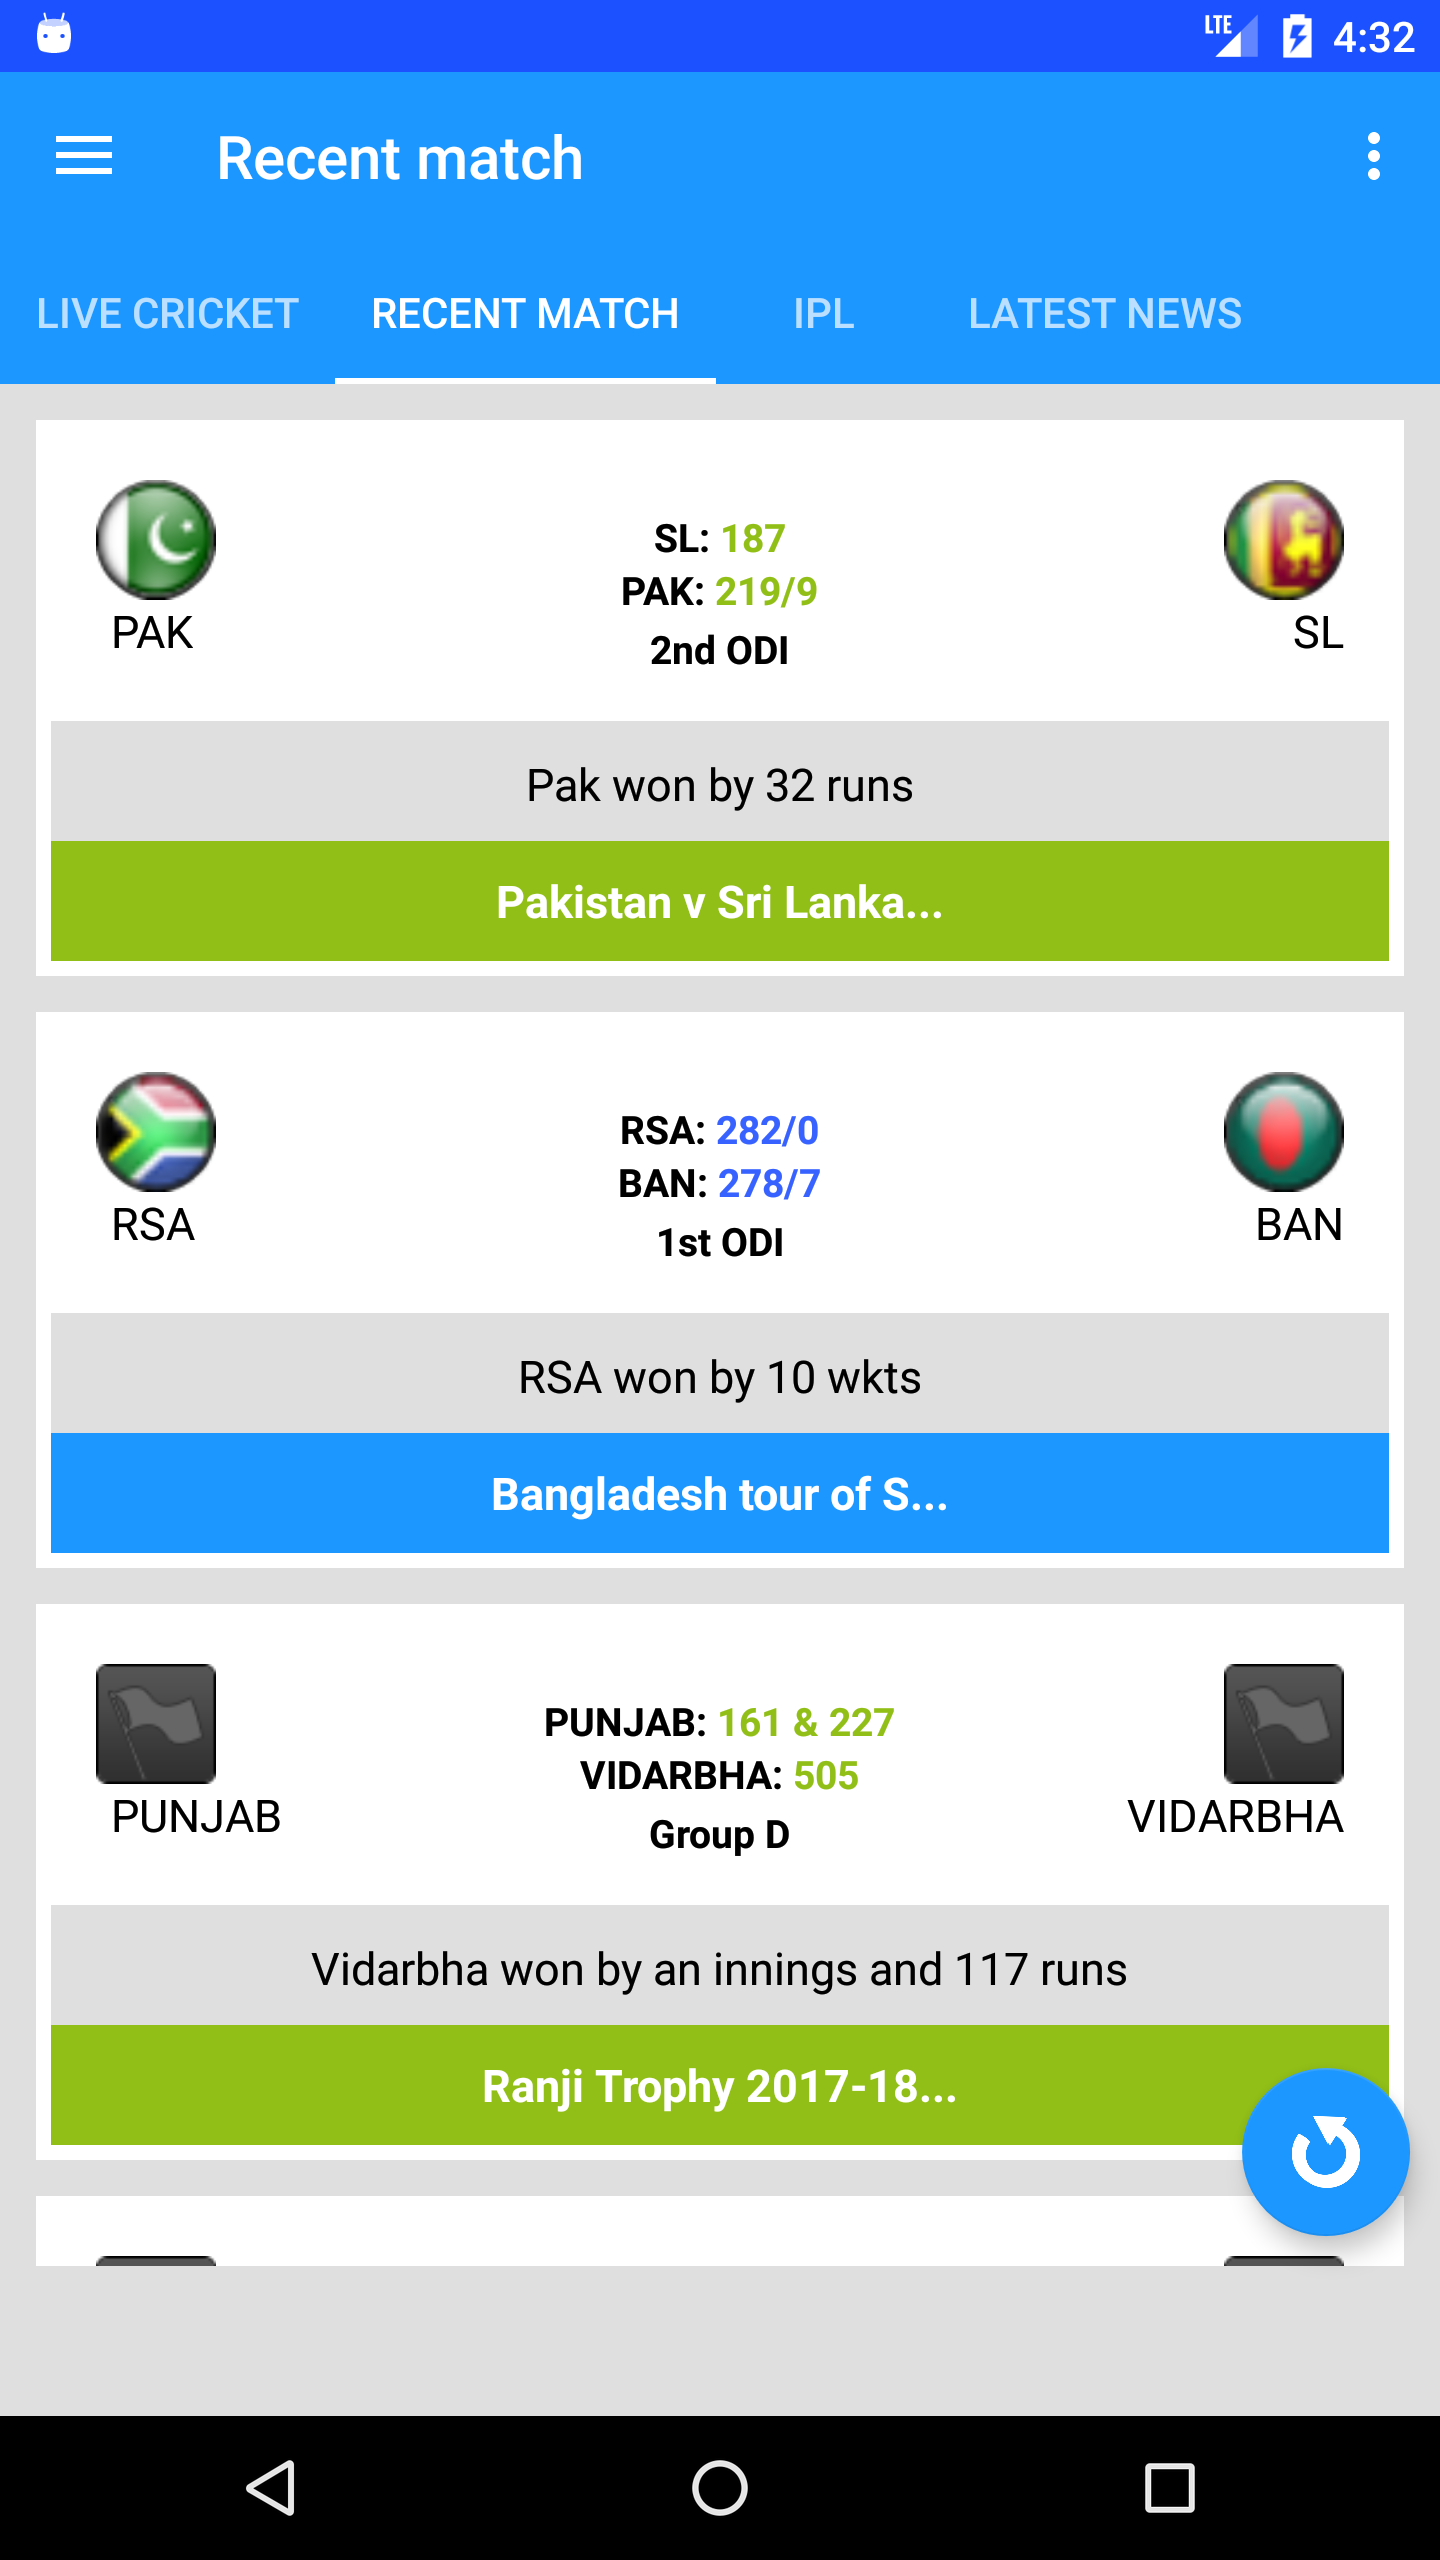 LTE 4:32
Recent match
LIVE CRICKET RECENT MATCH IPL LATEST NEWS
SL: 187
PAK: 219/9
PAK SL
2nd ODI
Pak won by 32 runs
Pakistan v Sri Lanka...
RSA: 282/0
BAN: 278/7
RSA BAN
1st ODI
RSA won by 10 wkts
Bangladesh tour of S...
PUNJAB: 161 & 227
VIDARBHA: 505
PUNJAB VIDARBHA
Group D
Vidarbha won by an innings and 117 runs
Ranji Trophy 2017-18...